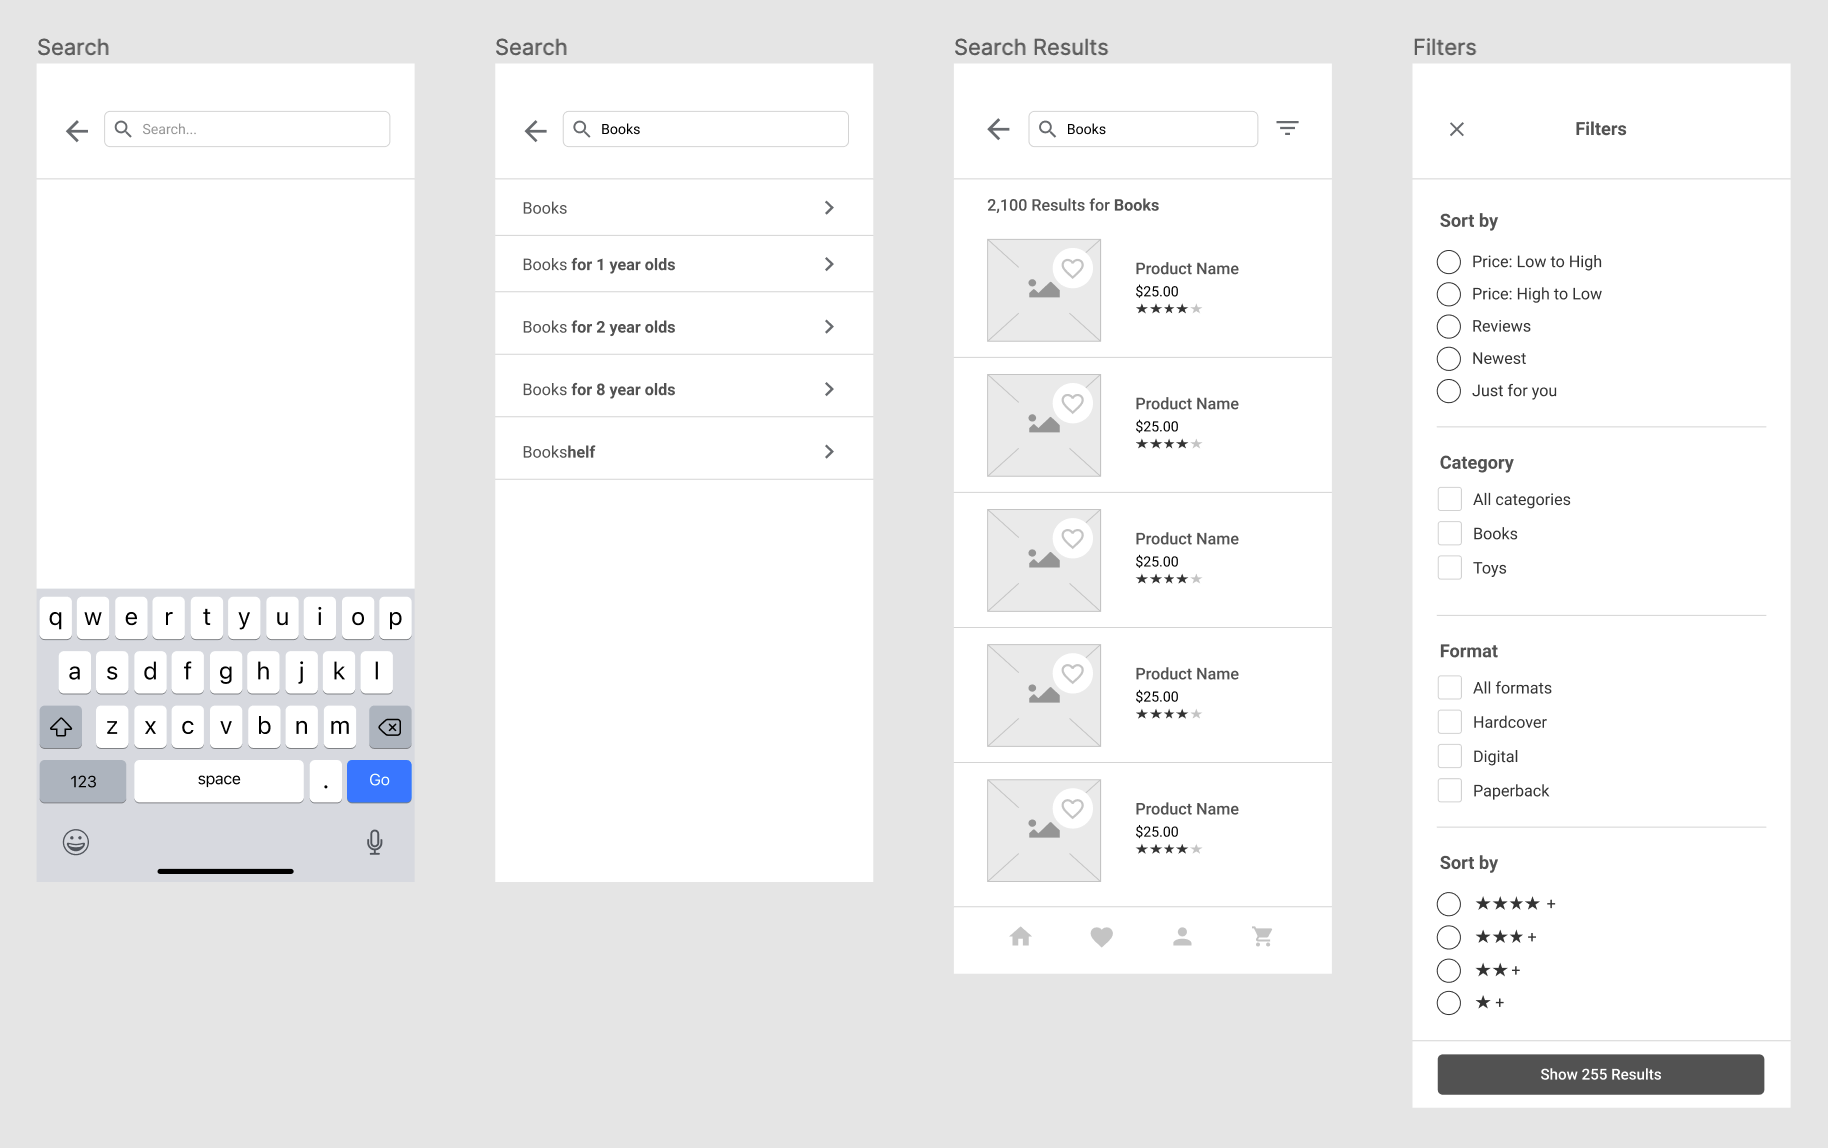 Search
Search...
q w e r t y u i o p
a s d f g h j k l
z x c v b n m
123 space . Go
Search
Books
Books
Books for 1 year olds
Books for 2 year olds
Books for 8 year olds
Bookshelf
Search Results
Books
2,100 Results for Books
Product Name
$25.00
★★★★★
Product Name
$25.00
★★★★★
Product Name
$25.00
★★★★★
Product Name
$25.00
★★★★★
Product Name
$25.00
★★★★★
Filters
Filters
Sort by
Price: Low to High
Price: High to Low
Reviews
Newest
Just for you
Category
All categories
Books
Toys
Format
All formats
Hardcover
Digital
Paperback
Sort by
★★★★ +
★★★ +
★★ +
★ +
Show 255 Results